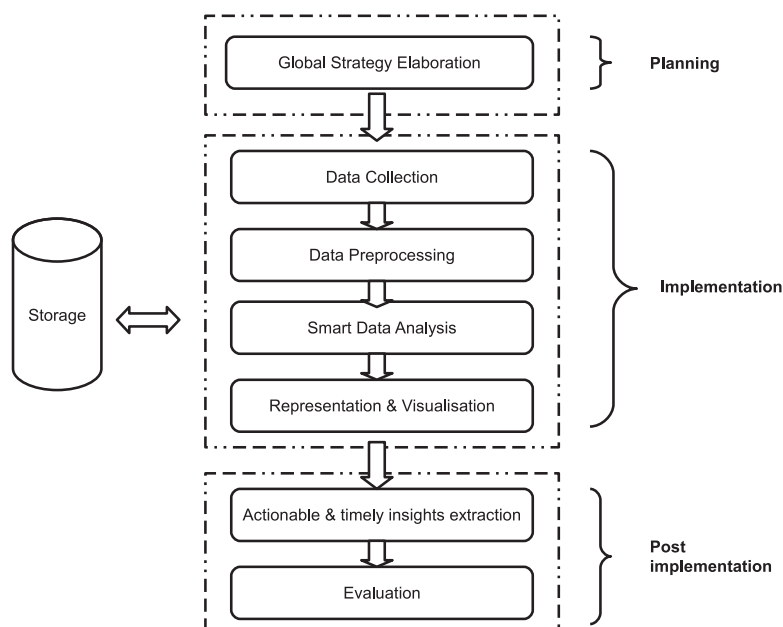 Global Strategy Elaboration
Planning
Data Collection
Data Preprocessing
Implementation
Storage
Smart Data Analysis
Representation & Visualisation
Actionable & timely insights extraction
Post
implementation
Evaluation